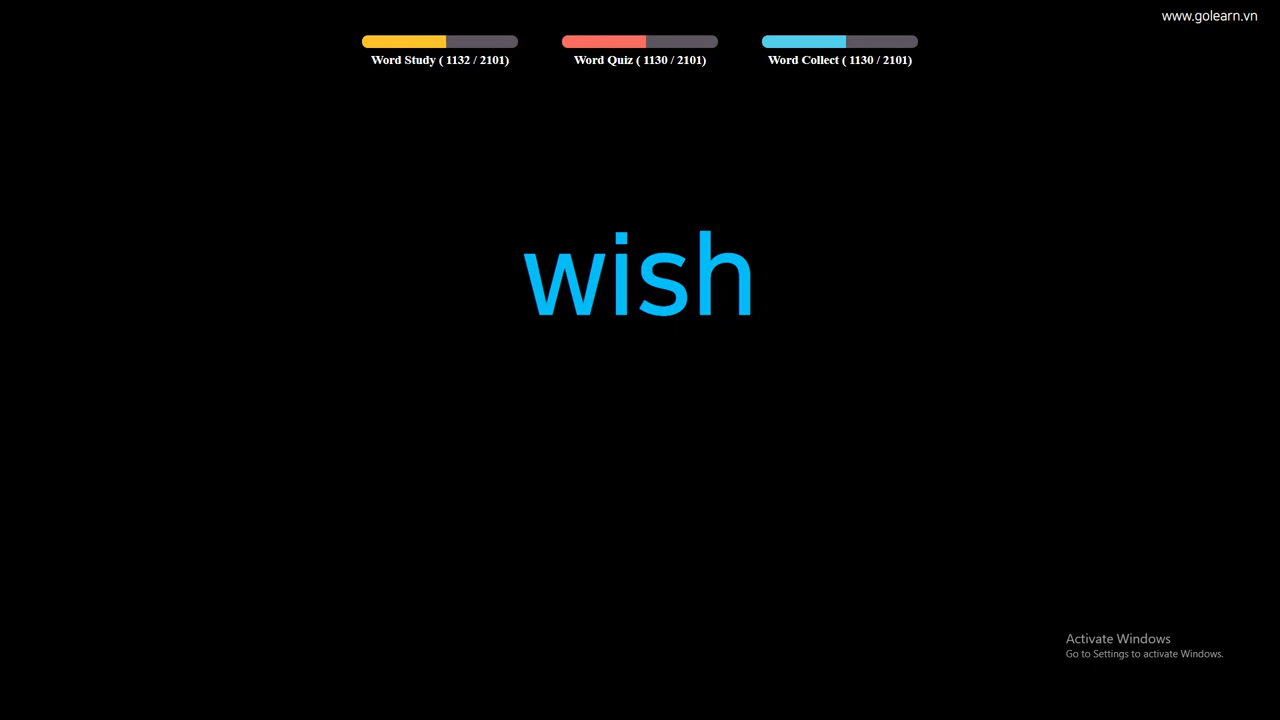 www.golearn.vn
Word Study ( 1132 / 2101)
Word Quiz ( 1130 / 2101)
Word Collect ( 1130 / 2101)
wish
Activate Windows
Go to Settings to activate Windows.